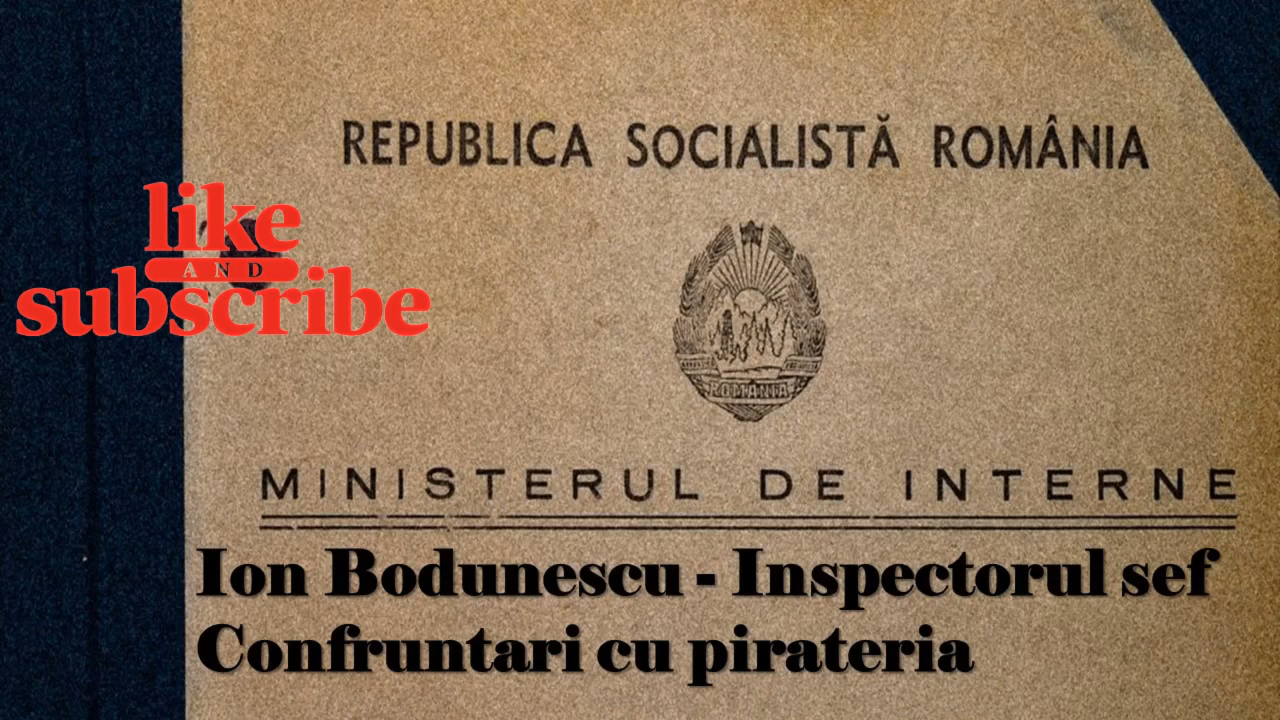 REPUBLICA SOCIALISTĂ ROMÂNIA
like
AND
subscribe
ROMÂNIA
MINISTERUL DE INTERNE
Ion Bodunescu - Inspectorul sef
Confruntari cu pirateria